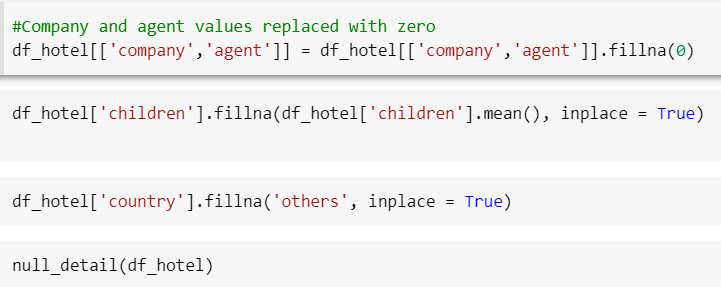 #Company and agent values replaced with zero
df_hotel[['company','agent']] = df_hotel[['company','agent']].fillna(0)
df_hotel['children'].fillna(df_hotel['children'].mean(), inplace = True)
df_hotel['country'].fillna('others', inplace = True)
null_detail(df_hotel)